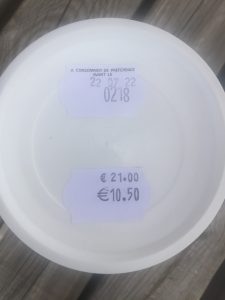 A CONSOMMER DE PREFERENCE
AVANT LE
22 07 22
0218
€ 21.00
€10.50